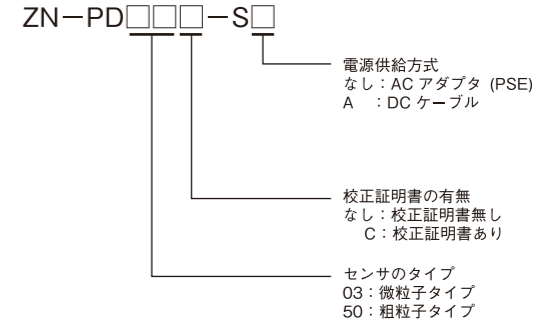 ZN－PD□□□－S□
電源供給方式
なし：AC アダプタ (PSE)
A ：DC ケーブル
校正証明書の有無
なし：校正証明書無し
C：校正証明書あり
センサのタイプ
03：微粒子タイプ
50：粗粒子タイプ